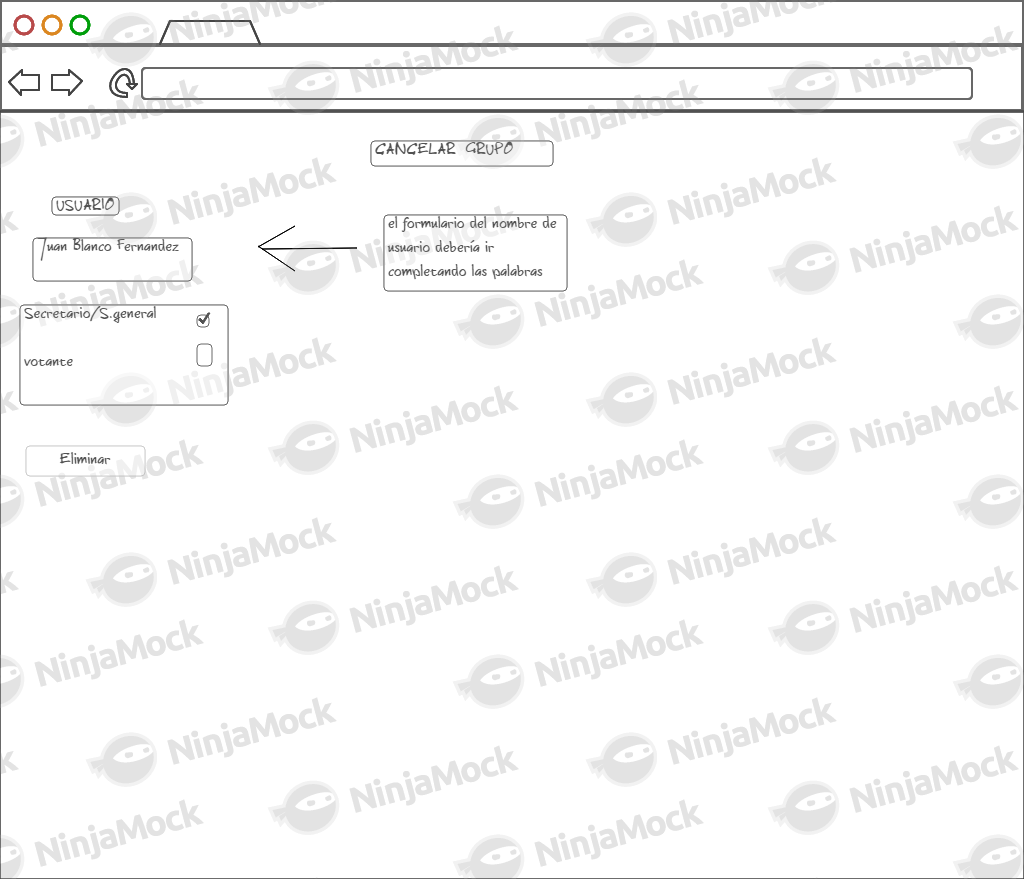 CANCELAR GRUPO
USUARIO
Juan Blanco Fernandez
el formulario del nombre de
usuario debería ir
completando las palabras
Secretario/S.general
votante
Eliminar
NinjaMock